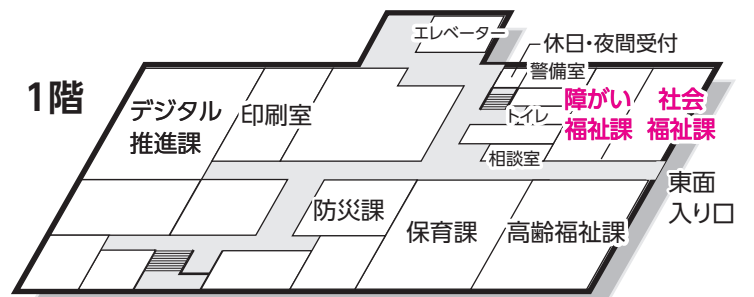 エレベーター
休日・夜間受付
警備室
1階
デジタル
推進課
印刷室
トイレ
障がい
福祉課
社会
福祉課
相談室
東面
入り口
防災課
保育課
高齢福祉課